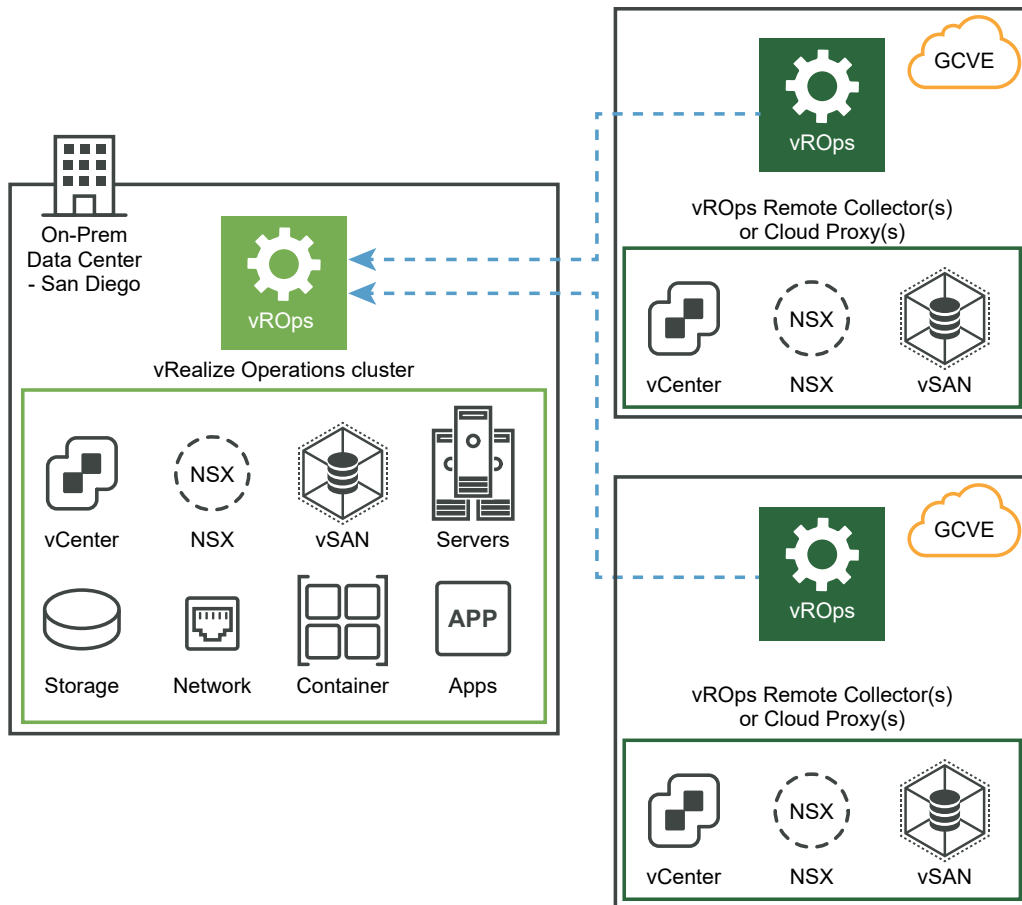 On-Prem
Data Center
- San Diego
vROps
vRealize Operations cluster
NSX
vCenter
NSX
vSAN
Servers
APP
Storage
Network
Container
Apps
GCVE
vROps
vROps Remote Collector(s)
or Cloud Proxy(s)
NSX
vCenter
NSX
vSAN
GCVE
vROps
vROps Remote Collector(s)
or Cloud Proxy(s)
NSX
vCenter
NSX
vSAN